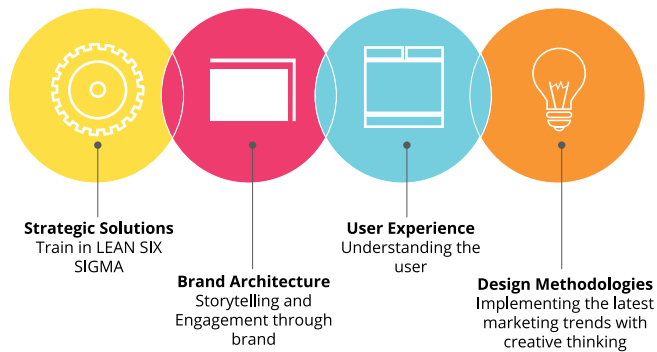 Strategic Solutions
Train in LEAN SIX
SIGMA
Brand Architecture
Storytelling and
Engagement through
brand
User Experience
Understanding the
user
Design Methodologies
Implementing the latest
marketing trends with
creative thinking